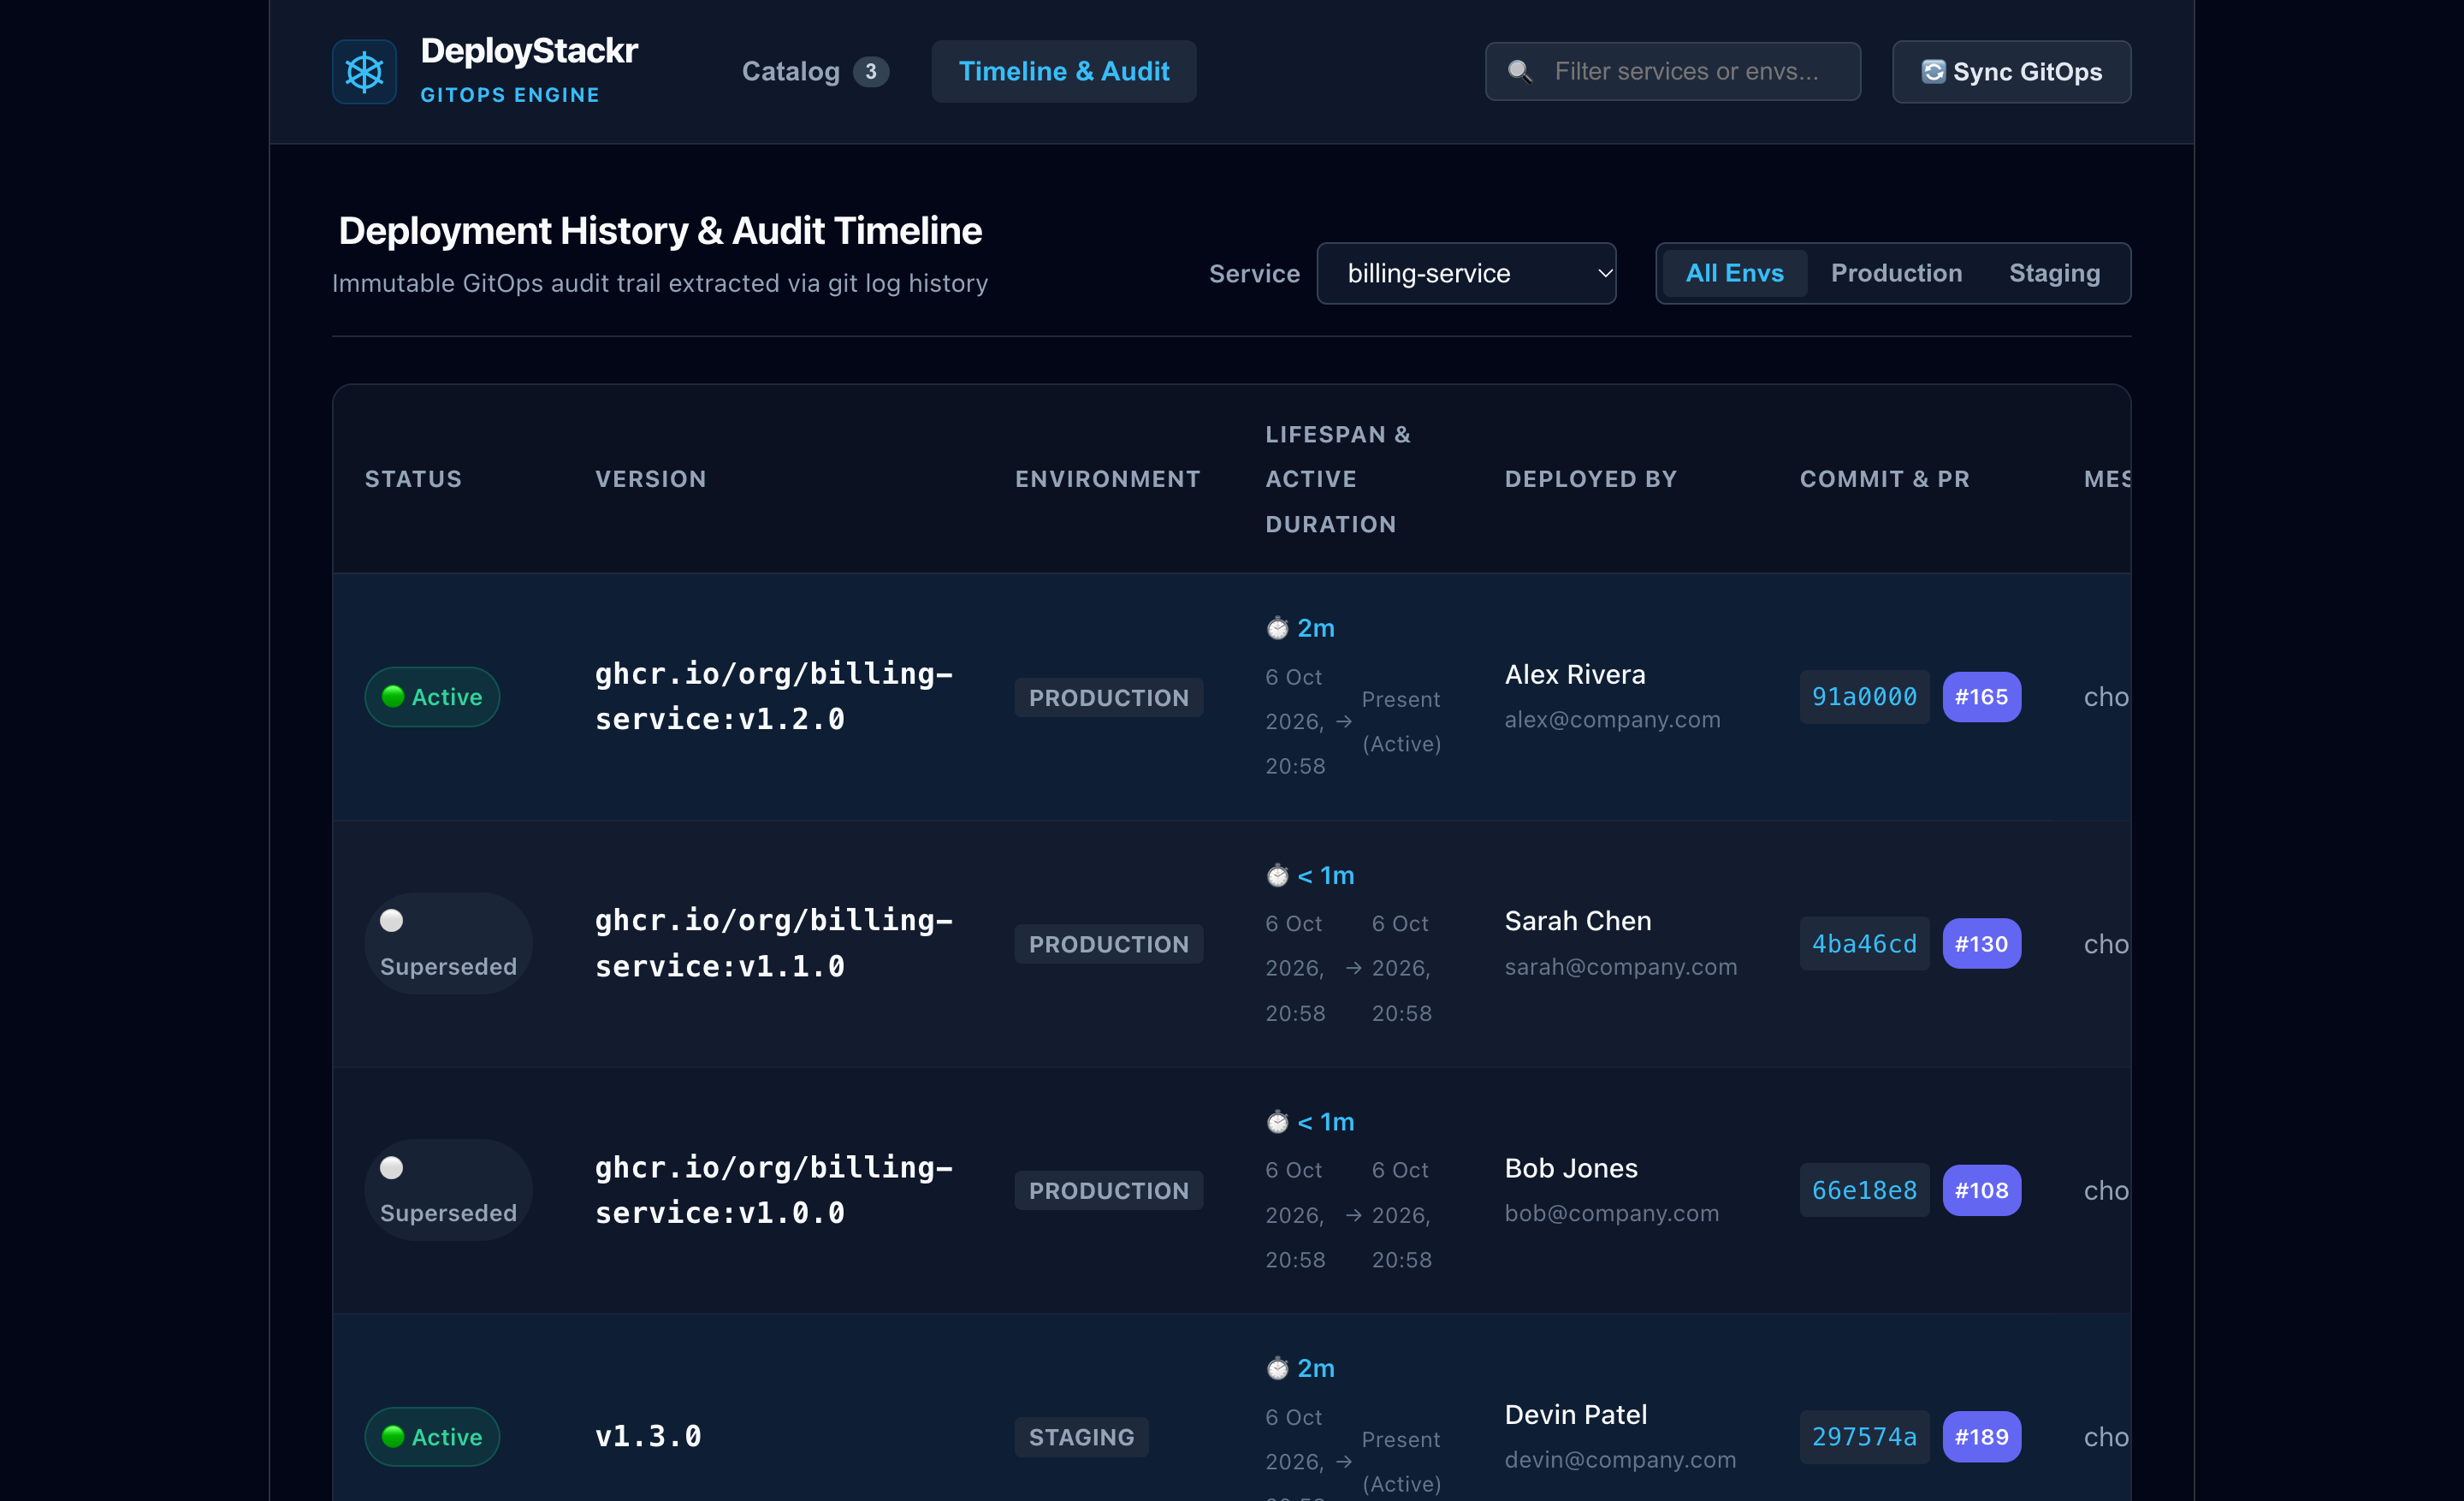 DeployStackr
GITOPS ENGINE
Catalog 3
Timeline & Audit
Filter services or envs...
Sync GitOps
Deployment History & Audit Timeline
Immutable GitOps audit trail extracted via git log history
Service
billing-service
All Envs
Production
Staging
STATUS
VERSION
ENVIRONMENT
LIFESPAN &
ACTIVE
DURATION
DEPLOYED BY
COMMIT & PR
MES
Active
ghcr.io/org/billing-
service:v1.2.0
PRODUCTION
2m
6 Oct
2026,
20:58
→
Present
(Active)
Alex Rivera
alex@company.com
91a0000
#165
cho
Superseded
ghcr.io/org/billing-
service:v1.1.0
PRODUCTION
< 1m
6 Oct
2026,
20:58
→
6 Oct
2026,
20:58
Sarah Chen
sarah@company.com
4ba46cd
#130
cho
Superseded
ghcr.io/org/billing-
service:v1.0.0
PRODUCTION
< 1m
6 Oct
2026,
20:58
→
6 Oct
2026,
20:58
Bob Jones
bob@company.com
66e18e8
#108
cho
Active
v1.3.0
STAGING
2m
6 Oct
2026,
→
Present
(Active)
Devin Patel
devin@company.com
297574a
#189
cho